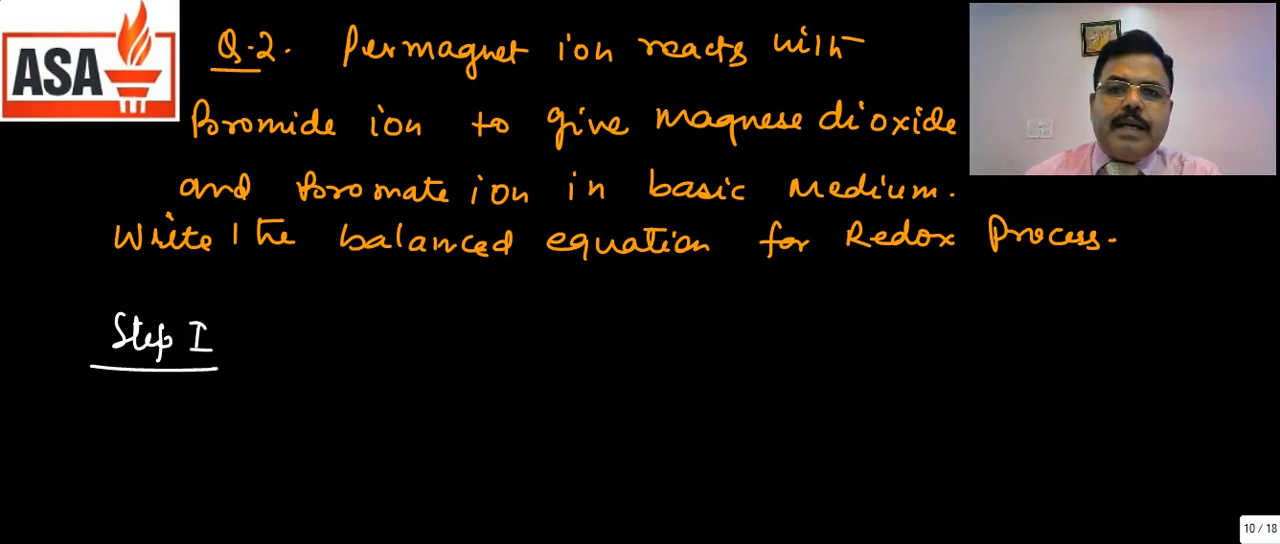 ASA
Q.2. Permagnet ion reacts with
Bromide ion to give Magnese dioxide
and Bromate ion in basic Medium.
Write the balanced equation for Redox Process.
Step I
10 / 18